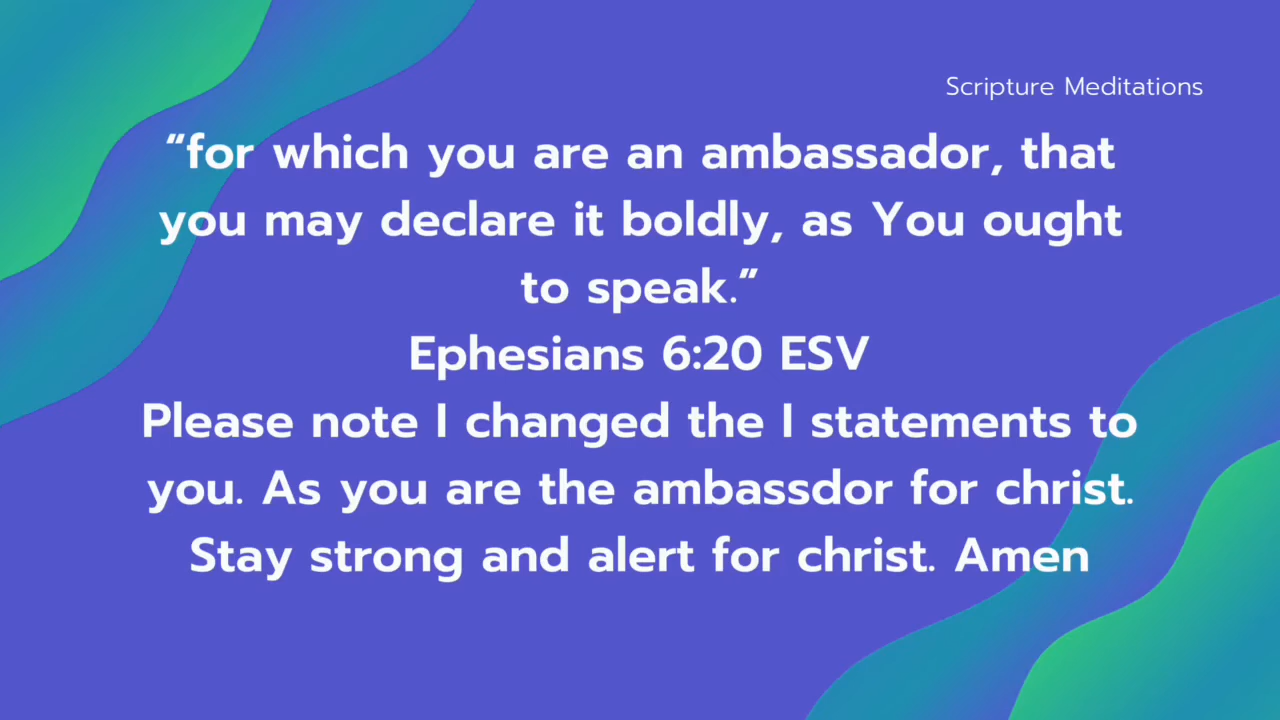 Scripture Meditations
“for which you are an ambassador, that
you may declare it boldly, as You ought
to speak.”
Ephesians 6:20 ESV
Please note I changed the I statements to
you. As you are the ambassdor for christ.
Stay strong and alert for christ. Amen